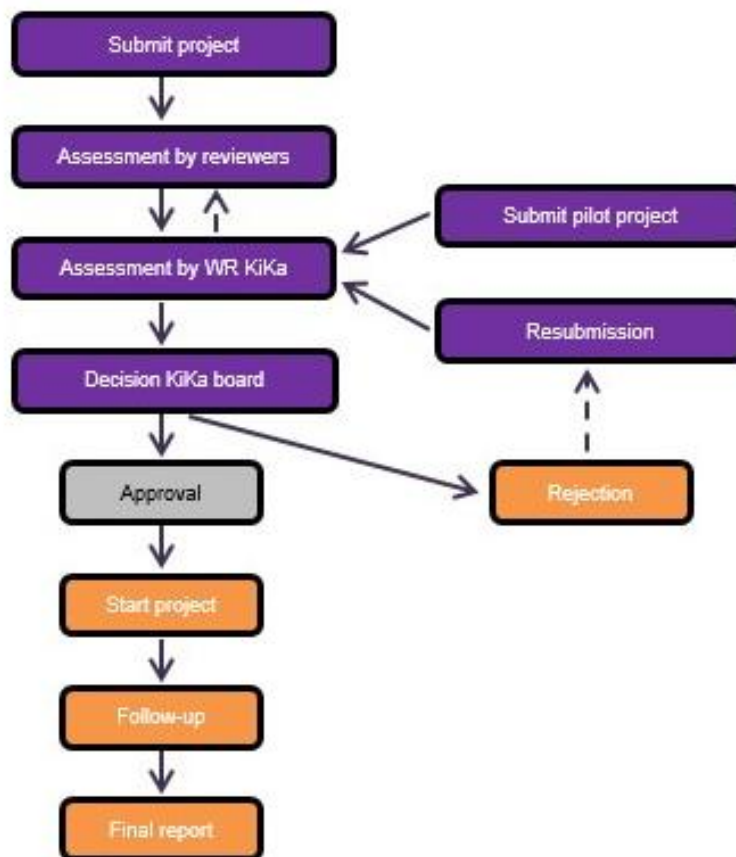 Submit project
Assessment by reviewers
Submit pilot project
Assessment by WR KiKa
Resubmission
Decision KiKa board
Approval
Rejection
Start project
Follow-up
Final report